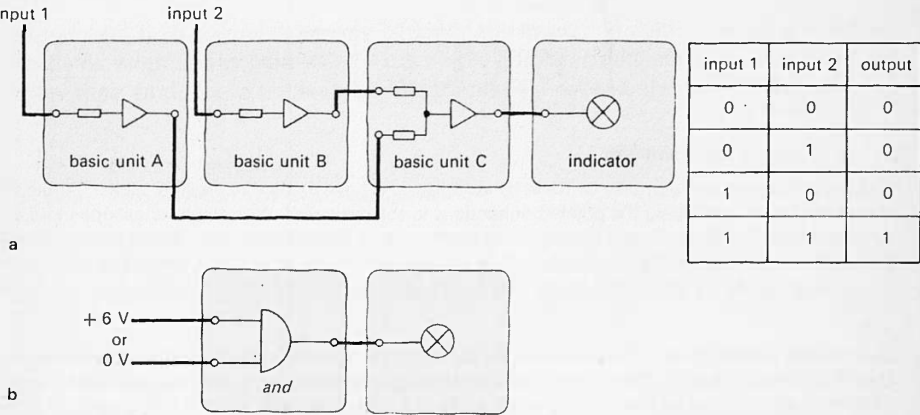 input 1
input 2
basic unit A
basic unit B
basic unit C
indicator
a
input 1 input 2 output
0 0 0
0 1 0
1 0 0
1 1 1
+ 6 V
or
0 V
and
b